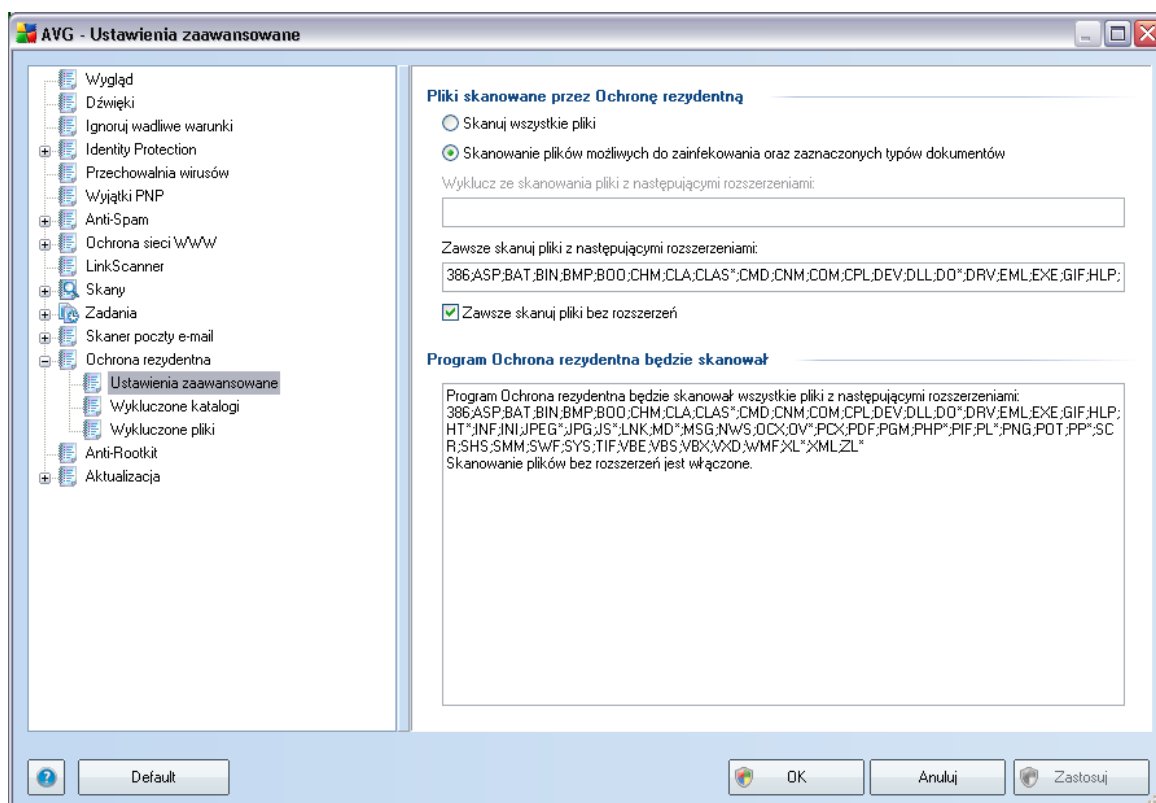 AVG - Ustawienia zaawansowane
Wygląd
Dźwięki
Ignoruj wadliwe warunki
Identity Protection
Przechowalnia wirusów
Wyjątki PNP
Anti-Spam
Ochrona sieci WWW
LinkScanner
Skany
Zadania
Skaner poczty e-mail
Ochrona rezydentna
Ustawienia zaawansowane
Wykluczone katalogi
Wykluczone pliki
Anti-Rootkit
Aktualizacja
Pliki skanowane przez Ochronę rezydentną
Skanuj wszystkie pliki
Skanowanie plików możliwych do zainfekowania oraz zaznaczonych typów dokumentów
Wyklucz ze skanowania pliki z następującymi rozszerzeniami:
Zawsze skanuj pliki z następującymi rozszerzeniami:
386;ASP;BAT;BIN;BMP;BOO;CHM;CLA;CLAS*;CMD;CNM;COM;CPL;DEV;DLL;DO*;DRV;EML;EXE;GIF;HLP;
Zawsze skanuj pliki bez rozszerzeń
Program Ochrona rezydentna będzie skanował
Program Ochrona rezydentna będzie skanował wszystkie pliki z następującymi rozszerzeniami:
386;ASP;BAT;BIN;BMP;BOO;CHM;CLA;CLAS*;CMD;CNM;COM;CPL;DEV;DLL;DO*;DRV;EML;EXE;GIF;HLP;
HT*;INF;INI;JPEG*;JPG;JS*;LNK;MD*;MSG;NWS;OCX;OV*;PCX;PDF;PGM;PHP*;PIF;PL*;PNG;POT;PP*;SC
R;SHS;SMM;SWF;SYS;TIF;VBE;VBS;VBX;VXD;WMF;XL*;XML;ZL*
Skanowanie plików bez rozszerzeń jest włączone.
Default
OK
Anuluj
Zastosuj